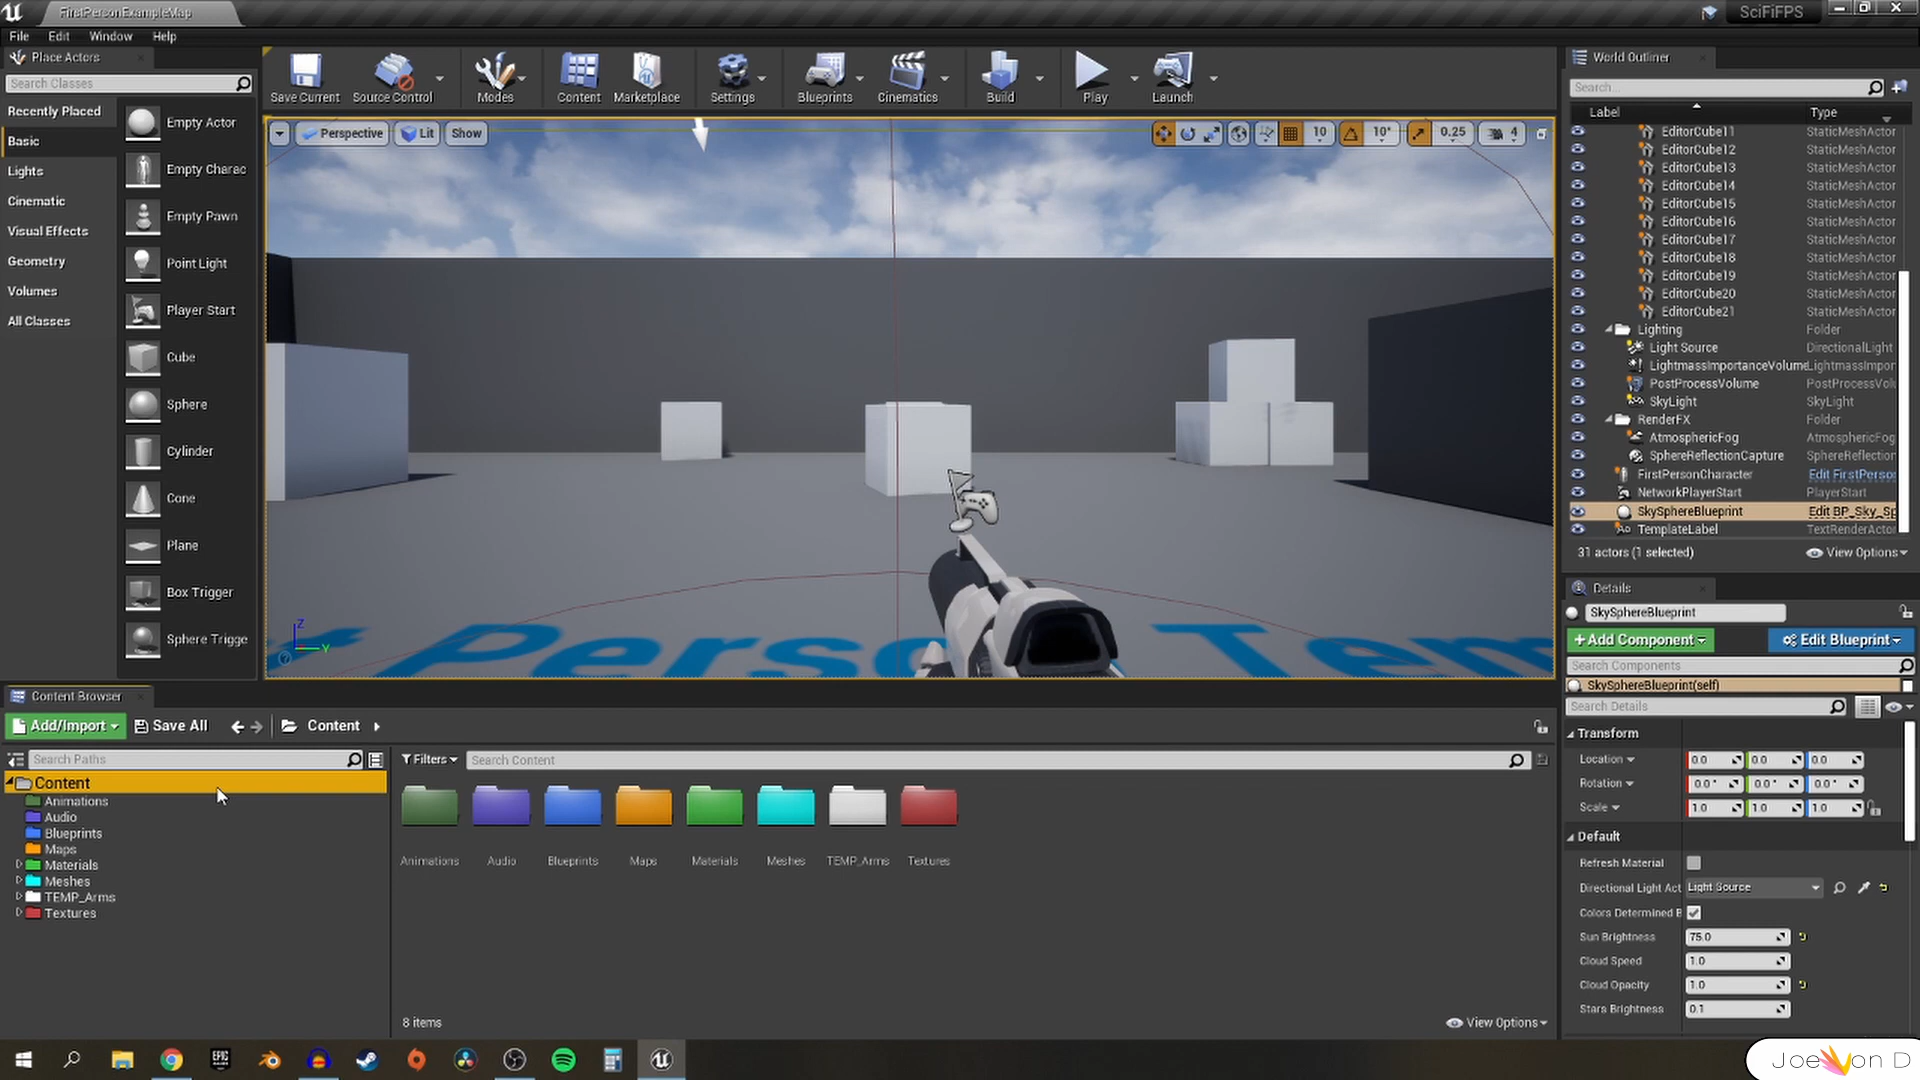 FirstPersonExampleMap
SciFiFPS
File Edit Window Help
Place Actors
Search Classes
Recently Placed
Basic
Lights
Cinematic
Visual Effects
Geometry
Volumes
All Classes
Empty Actor
Empty Charac
Empty Pawn
Point Light
Player Start
Cube
Sphere
Cylinder
Cone
Plane
Box Trigger
Sphere Trigge
Save Current
Source Control
Modes
Content
Marketplace
Settings
Blueprints
Cinematics
Build
Play
Launch
Perspective
Lit
Show
10
10°
0.25
4
Person Tem
Z
Y
World Outliner
Search...
Label Type
EditorCube11 StaticMeshActor
EditorCube12 StaticMeshActor
EditorCube13 StaticMeshActor
EditorCube14 StaticMeshActor
EditorCube15 StaticMeshActor
EditorCube16 StaticMeshActor
EditorCube17 StaticMeshActor
EditorCube18 StaticMeshActor
EditorCube19 StaticMeshActor
EditorCube20 StaticMeshActor
EditorCube21 StaticMeshActor
Lighting Folder
Light Source DirectionalLight
LightmassImportanceVolume LightmassImpor
PostProcessVolume PostProcessVolu
SkyLight SkyLight
RenderFX Folder
AtmosphericFog AtmosphericFog
SphereReflectionCapture SphereReflection
FirstPersonCharacter Edit FirstPerso
NetworkPlayerStart PlayerStart
SkySphereBlueprint Edit BP_Sky_Sp
TemplateLabel TextRenderActor
31 actors (1 selected)
View Options
Details
SkySphereBlueprint
+Add Component
Edit Blueprint
Search Components
SkySphereBlueprint(self)
Search Details
Transform
Location 0.0 0.0 0.0
Rotation 0.0° 0.0° 0.0°
Scale 1.0 1.0 1.0
Default
Refresh Material
Directional Light Act Light Source
Colors Determined B
Sun Brightness 75.0
Cloud Speed 1.0
Cloud Opacity 1.0
Stars Brightness 0.1
Content Browser
Add/Import
Save All
Content
Search Paths
Filters
Search Content
Content
Animations
Audio
Blueprints
Maps
Materials
Meshes
TEMP_Arms
Textures
Animations Audio Blueprints Maps Materials Meshes TEMP_Arms Textures
8 items
View Options
EPIC GAMES
Joe Von D